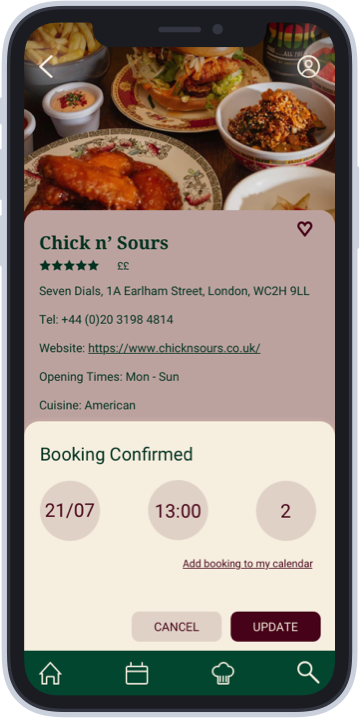 Chick n’ Sours
££
Seven Dials, 1A Earlham Street, London, WC2H 9LL
Tel: +44 (0)20 3198 4814
Website: https://www.chicknsours.co.uk/
Opening Times: Mon - Sun
Cuisine: American
Booking Confirmed
21/07 13:00 2
Add booking to my calendar
CANCEL UPDATE